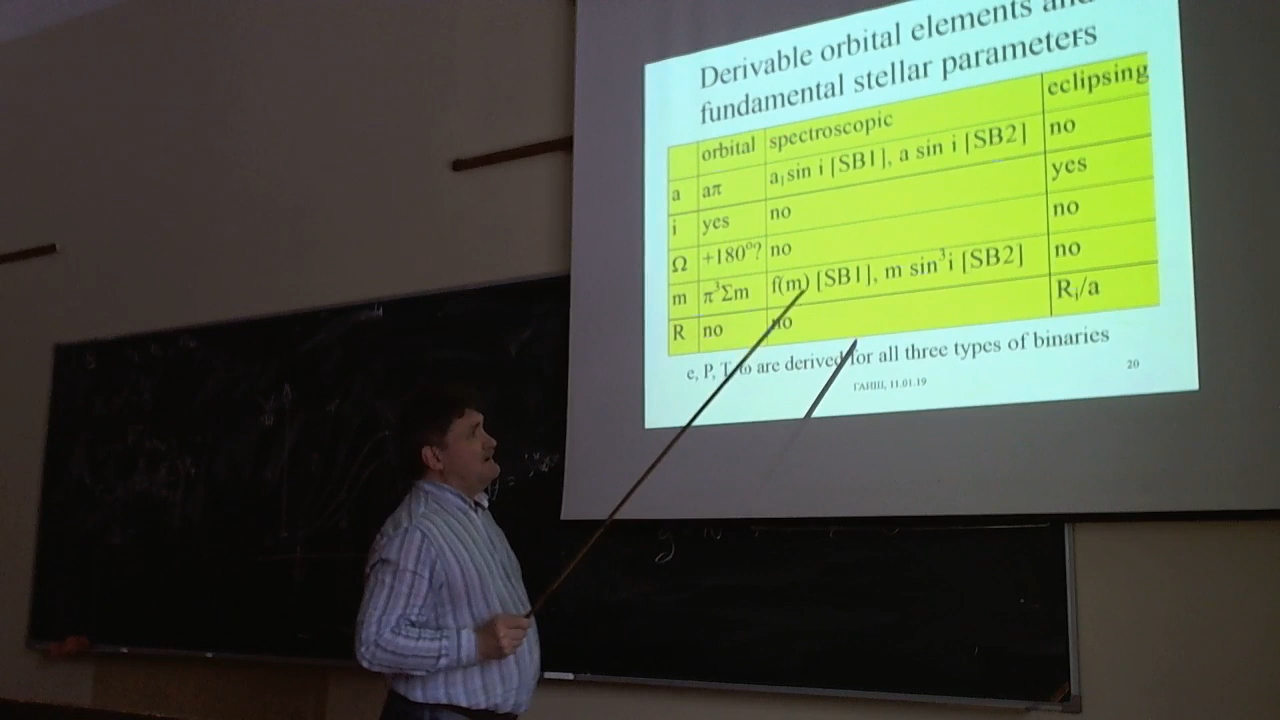 Derivable orbital elements and
fundamental stellar parameters
orbital spectroscopic eclipsing
a aπ a₁sin i [SB1], a sin i [SB2] no
i yes no yes
Ω +180°? no no
m π³Σm f(m) [SB1], m sin³i [SB2] no
R no no Rᵢ/a
e, P, T, ω are derived for all three types of binaries
ГАИШ, 11.01.19
20